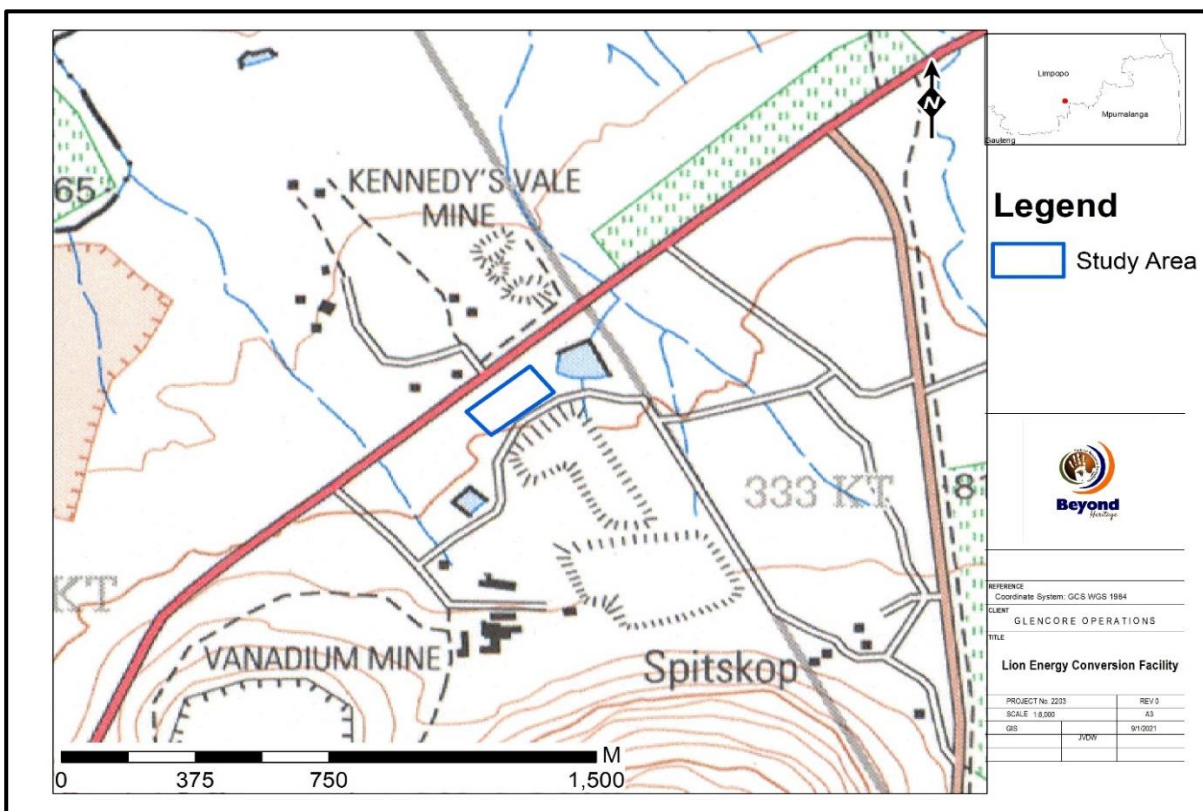 65
KENNEDY'S VALE
MINE
N
333 KT
8
KT
VANADIUM MINE
Spitskop
M
0
375
750
1,500
Limpopo
Mpumalanga
Gauteng
Legend
Study Area
Beyond
Heritage
REFERENCE
Coordinate System: GCS WGS 1984
CLIENT
GLENCORE OPERATIONS
TITLE
Lion Energy Conversion Facility
PROJECT No. 2203
REV 0
SCALE 1:8,000
A3
GIS
JVDW
9/1/2021